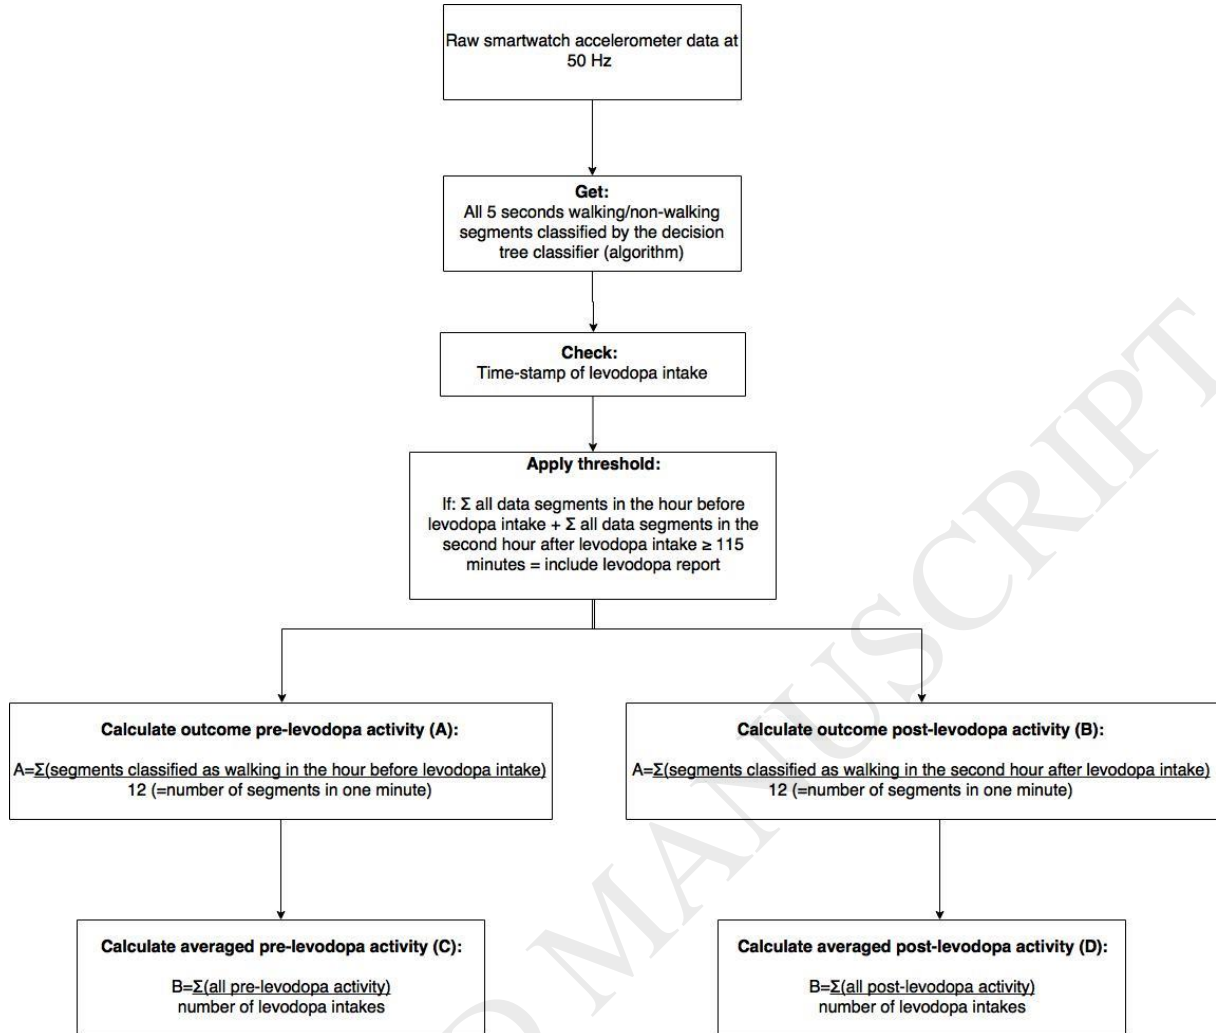 Raw smartwatch accelerometer data at
50 Hz
Get:
All 5 seconds walking/non-walking
segments classified by the decision
tree classifier (algorithm)
Check:
Time-stamp of levodopa intake
Apply threshold:
If: Σ all data segments in the hour before
levodopa intake + Σ all data segments in the
second hour after levodopa intake ≥ 115
minutes = include levodopa report
Calculate outcome pre-levodopa activity (A):
A=Σ(segments classified as walking in the hour before levodopa intake)
12 (=number of segments in one minute)
Calculate outcome post-levodopa activity (B):
A=Σ(segments classified as walking in the second hour after levodopa intake)
12 (=number of segments in one minute)
Calculate averaged pre-levodopa activity (C):
B=Σ(all pre-levodopa activity)
number of levodopa intakes
Calculate averaged post-levodopa activity (D):
B=Σ(all post-levodopa activity)
number of levodopa intakes
D MANUSCRIPT